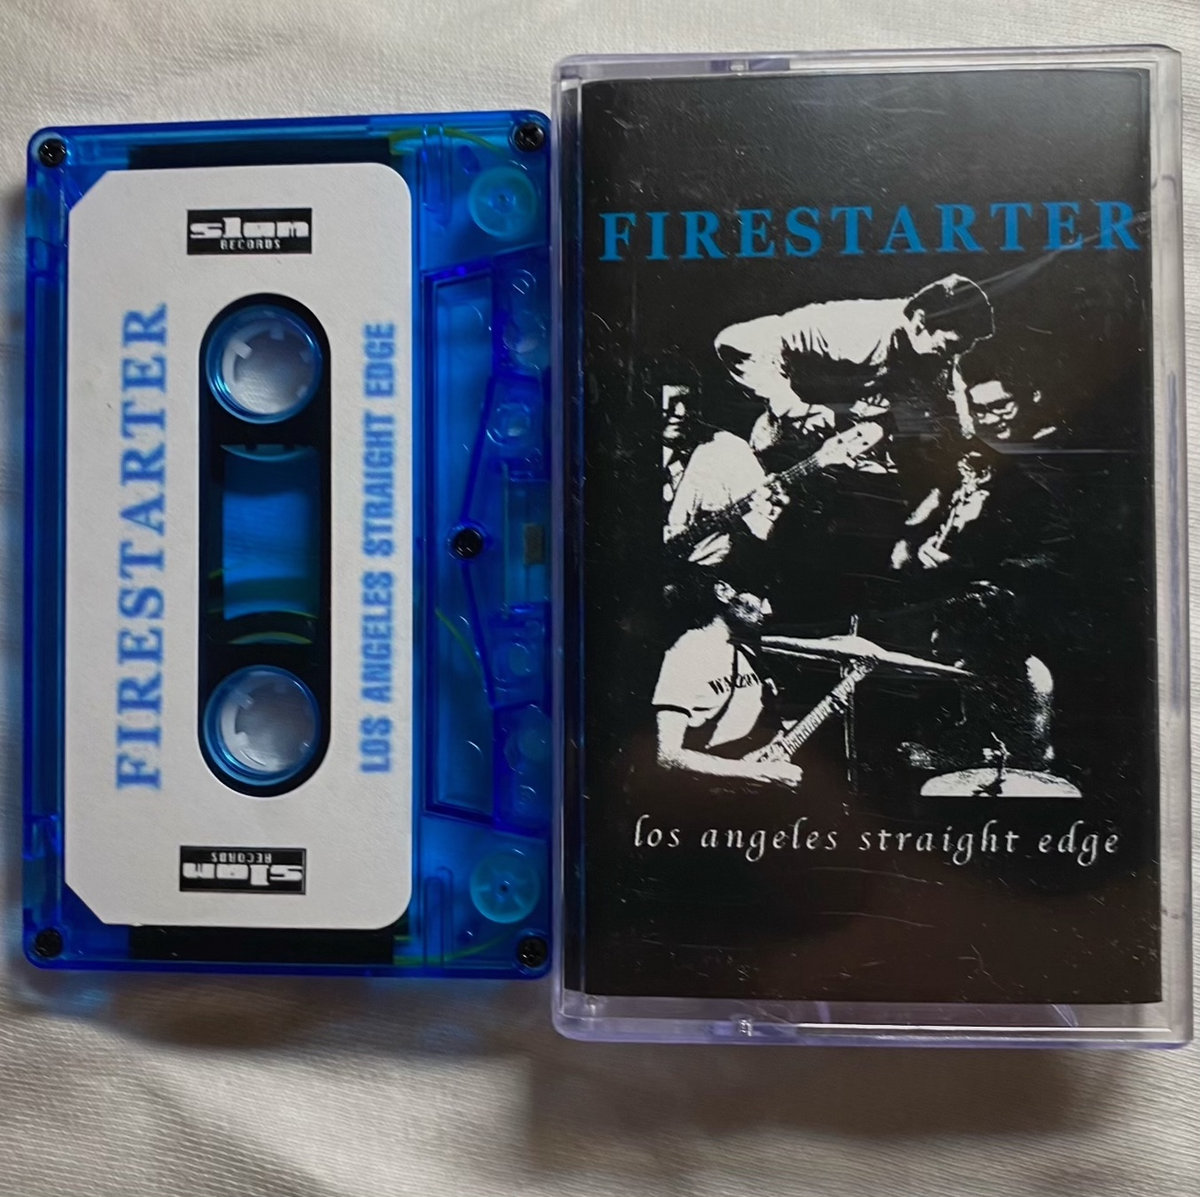 slam
RECORDS
FIRESTARTER
LOS ANGELES STRAIGHT EDGE
slam
RECORDS
FIRESTARTER
los angeles straight edge